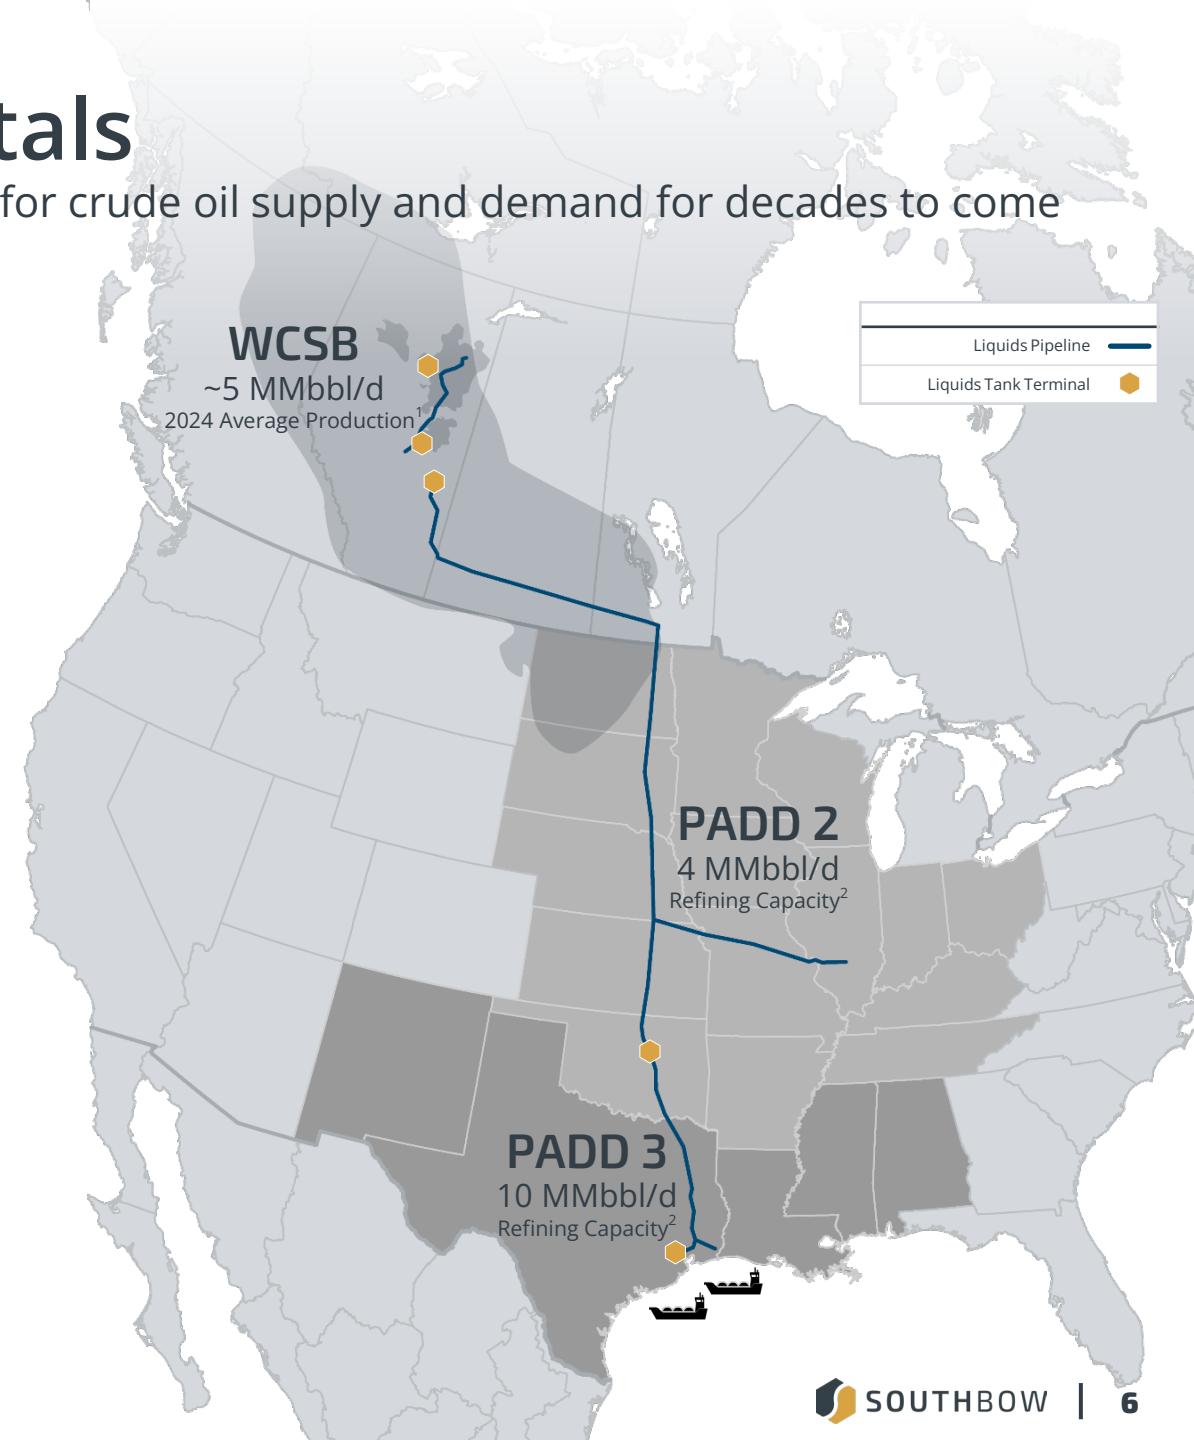 tals
for crude oil supply and demand for decades to come
WCSB
~5 MMbbl/d
2024 Average Production1
Liquids Pipeline
Liquids Tank Terminal
PADD 2
4 MMbbl/d
Refining Capacity2
PADD 3
10 MMbbl/d
Refining Capacity2
SOUTHBOW | 6